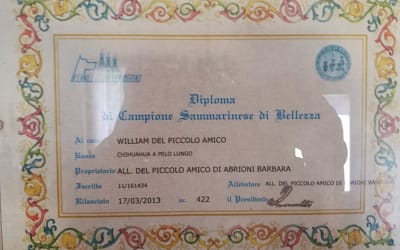 Diploma
di Campione Sammarinese di Bellezza
Al cane WILLIAM DEL PICCOLO AMICO
Razza CHIHUAHUA A PELO LUNGO
Proprietario ALL. DEL PICCOLO AMICO DI ABRIONI BARBARA
Iscritto 11/161434 Allevatore ALL. DEL PICCOLO AMICO DI ABRIONI
Rilasciato 17/03/2013 nr. 422 il Presidente